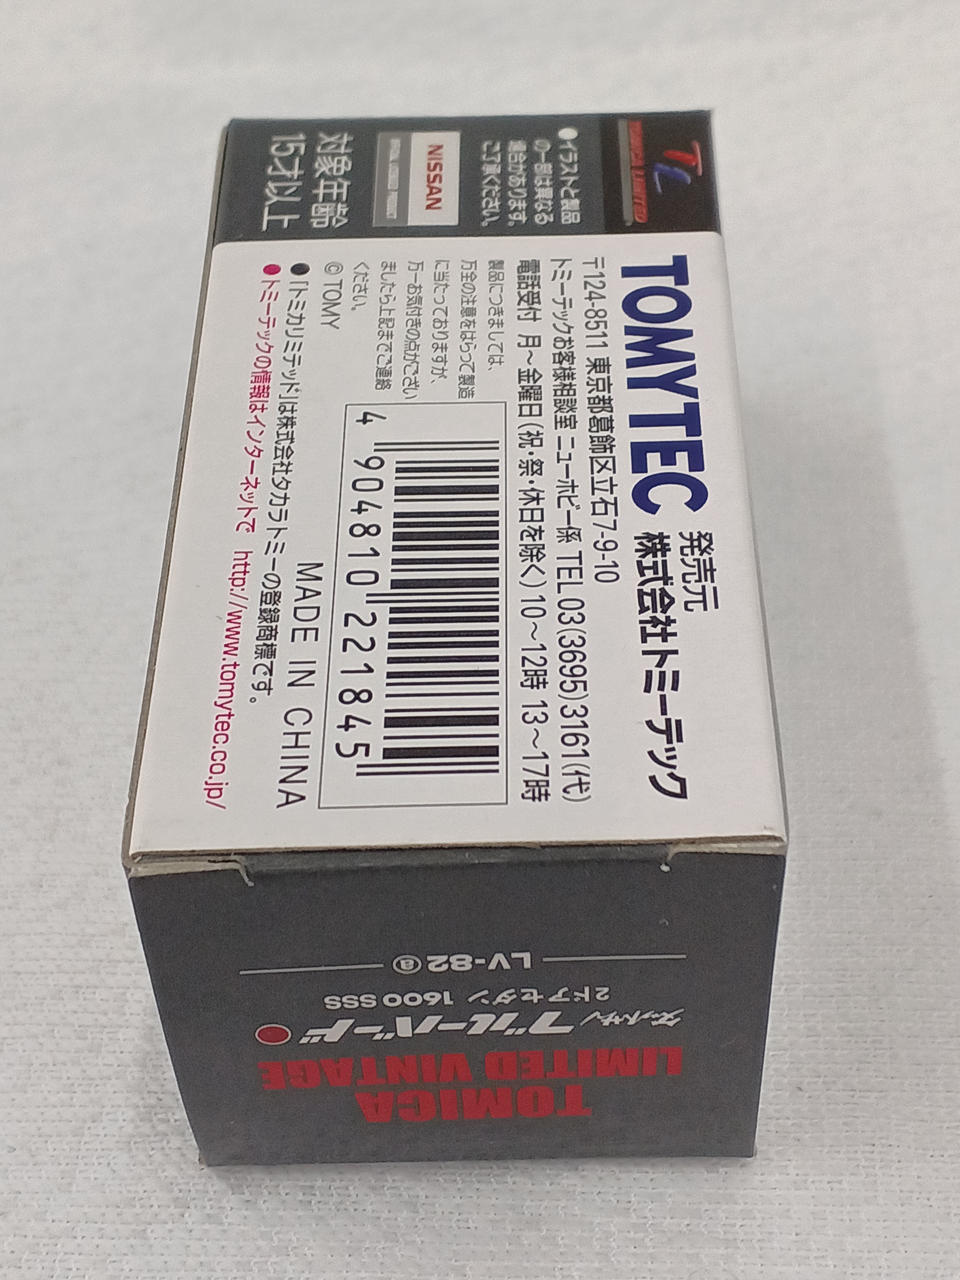 TOMICA LIMITED
●イラストと製品
の一部は異なる
場合があります。
ご了承ください。
NISSAN
対象年齢
15才以上
発売元
TOMYTEC 株式会社トミーテック
〒124-8511 東京都葛飾区立石7-9-10
トミーテックお客様相談室 ニューホビー係 TEL 03(3695)3161(代)
電話受付 月～金曜日(祝・祭・休日を除く) 10～12時 13～17時
製品につきましては、
万全の注意をはらって製造
に当たっておりますが、
万一お気付きの点がござい
ましたら上記までご連絡
ください。
© TOMY
4 904810 221845
MADE IN CHINA
●「トミカリミテッド」は株式会社タカラトミーの登録商標です。
●トミーテックの情報はインターネットで http://www.tomytec.co.jp/
TOMICA
LIMITED VINTAGE
ダットサン ブルーバード
2ドアセダン 1600SSS
LV-82ⓐ